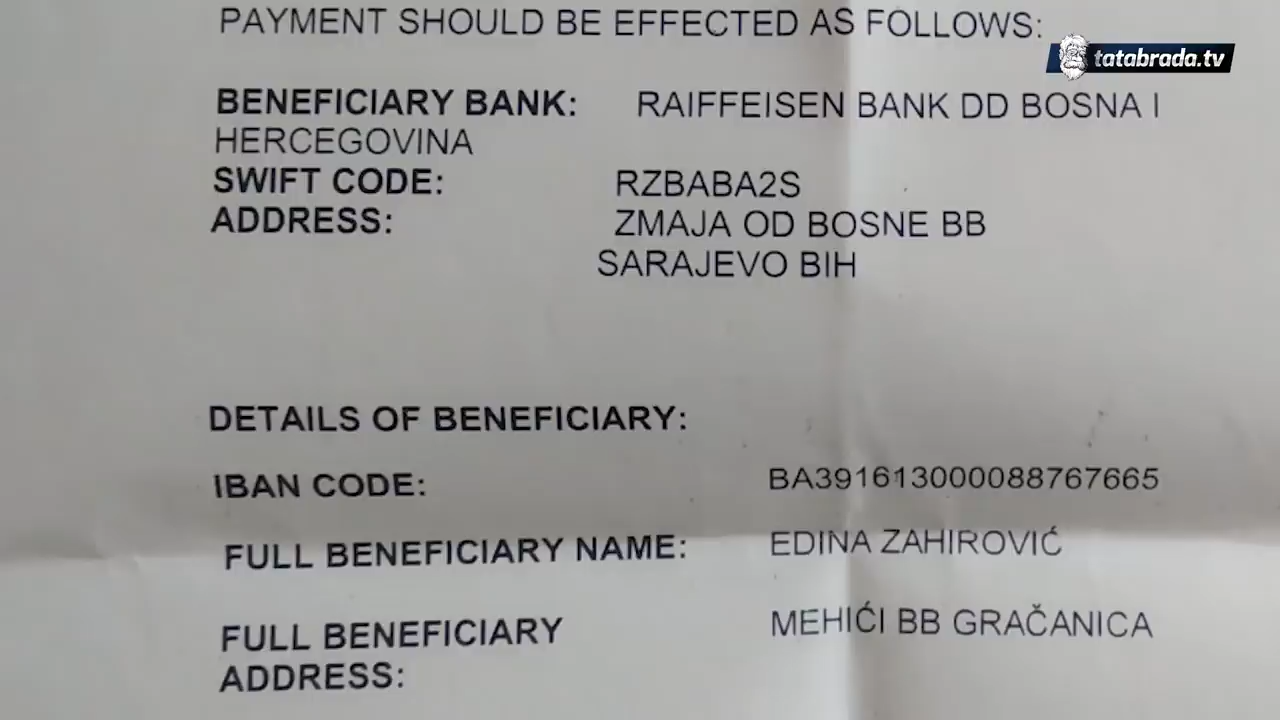 PAYMENT SHOULD BE EFFECTED AS FOLLOWS:
tatabrada.tv
BENEFICIARY BANK: RAIFFEISEN BANK DD BOSNA I
HERCEGOVINA
SWIFT CODE: RZBABA2S
ADDRESS: ZMAJA OD BOSNE BB
SARAJEVO BIH
DETAILS OF BENEFICIARY:
IBAN CODE: BA391613000088767665
FULL BENEFICIARY NAME: EDINA ZAHIROVIĆ
FULL BENEFICIARY MEHIĆI BB GRAČANICA
ADDRESS: